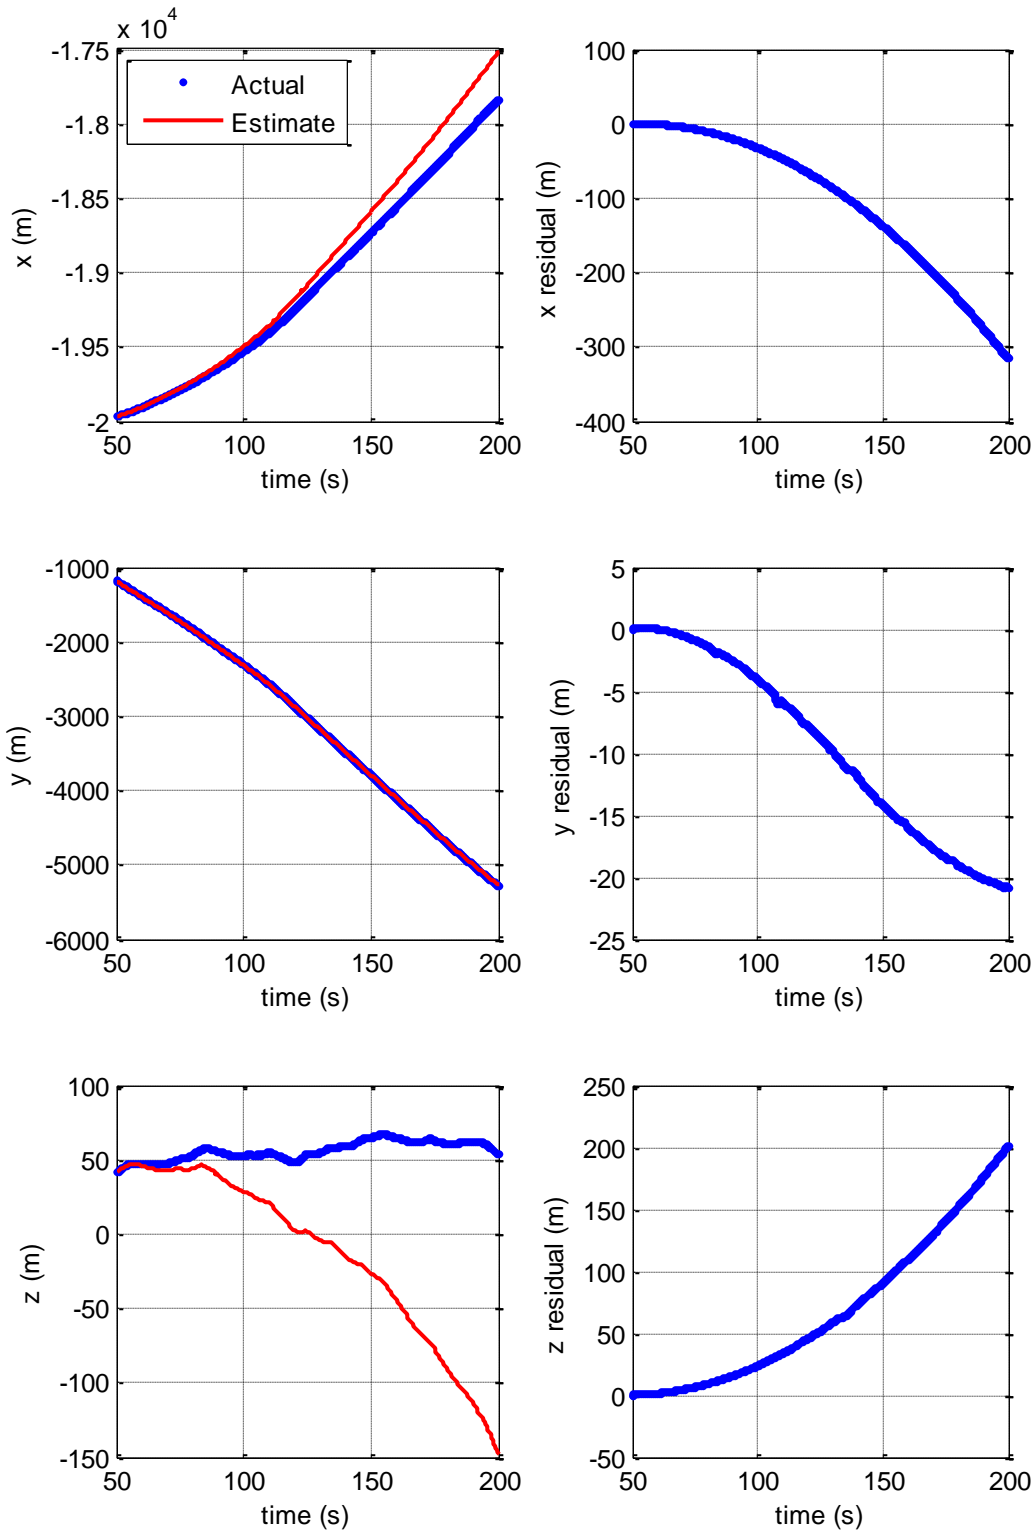 x 10^4
-1.75
-1.8
-1.85
-1.9
-1.95
-2
50 100 150 200
time (s)
x (m)
Actual
Estimate
100
0
-100
-200
-300
-400
50 100 150 200
time (s)
x residual (m)
-1000
-2000
-3000
-4000
-5000
-6000
50 100 150 200
time (s)
y (m)
5
0
-5
-10
-15
-20
-25
50 100 150 200
time (s)
y residual (m)
100
50
0
-50
-100
-150
50 100 150 200
time (s)
z (m)
250
200
150
100
50
0
-50
50 100 150 200
time (s)
z residual (m)